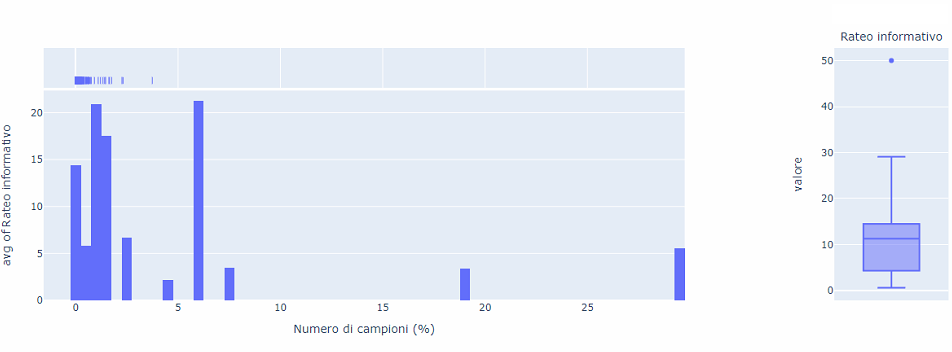 Rateo informativo
avg of Rateo informativo
20
15
10
5
0
0 5 10 15 20 25
Numero di campioni (%)
valore
50
40
30
20
10
0